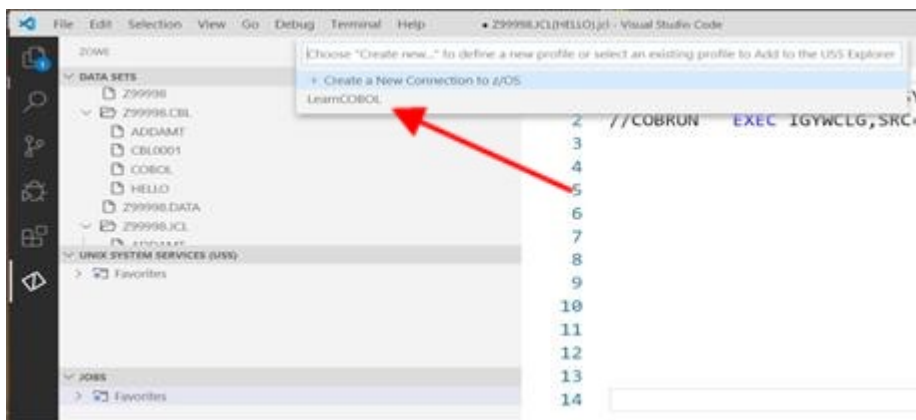 File Edit Selection View Go Debug Terminal Help
• Z99998.JCL(HELLO).jcl - Visual Studio Code
ZOWE
Choose "Create new..." to define a new profile or select an existing profile to Add to the USS Explorer
+ Create a New Connection to z/OS
LearnCOBOL
DATA SETS
Z99998
Z99998.CBL
ADDAMT
CBL0001
COBOL
HELLO
Z99998.DATA
Z99998.JCL
ADDAMT
UNIX SYSTEM SERVICES (USS)
Favorites
JOBS
Favorites
2 //COBRUN EXEC IGYWCLG,SRC
3
4
5
6
7
8
9
10
11
12
13
14